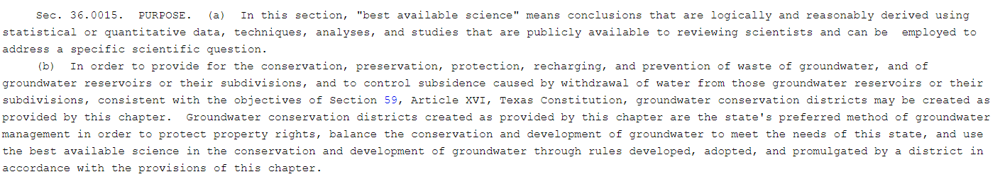 Sec. 36.0015.  PURPOSE.  (a)  In this section, "best available science" means conclusions that are logically and reasonably derived using
statistical or quantitative data, techniques, analyses, and studies that are publicly available to reviewing scientists and can be  employed to
address a specific scientific question.
(b)  In order to provide for the conservation, preservation, protection, recharging, and prevention of waste of groundwater, and of
groundwater reservoirs or their subdivisions, and to control subsidence caused by withdrawal of water from those groundwater reservoirs or their
subdivisions, consistent with the objectives of Section 59, Article XVI, Texas Constitution, groundwater conservation districts may be created as
provided by this chapter.  Groundwater conservation districts created as provided by this chapter are the state's preferred method of groundwater
management in order to protect property rights, balance the conservation and development of groundwater to meet the needs of this state, and use
the best available science in the conservation and development of groundwater through rules developed, adopted, and promulgated by a district in
accordance with the provisions of this chapter.